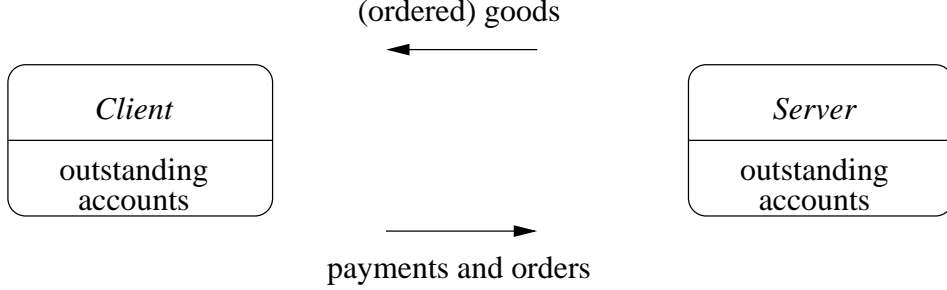 (ordered) goods
Client
outstanding
accounts
Server
outstanding
accounts
payments and orders